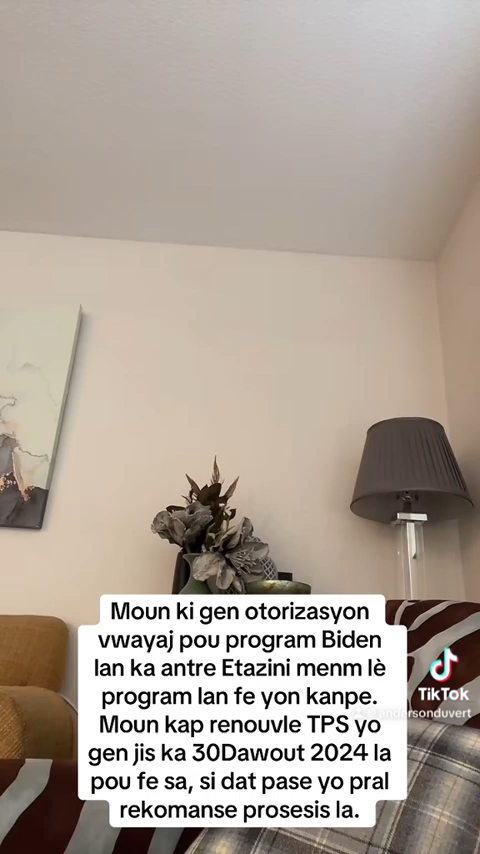 Moun ki gen otorizasyon
vwayaj pou program Biden
lan ka antre Etazini menm lè
program lan fe yon kanpe.
Moun kap renouvle TPS yo
gen jis ka 30Dawout 2024 la
pou fe sa, si dat pase yo pral
rekomanse prosesis la.
TikTok
@andersonduvert